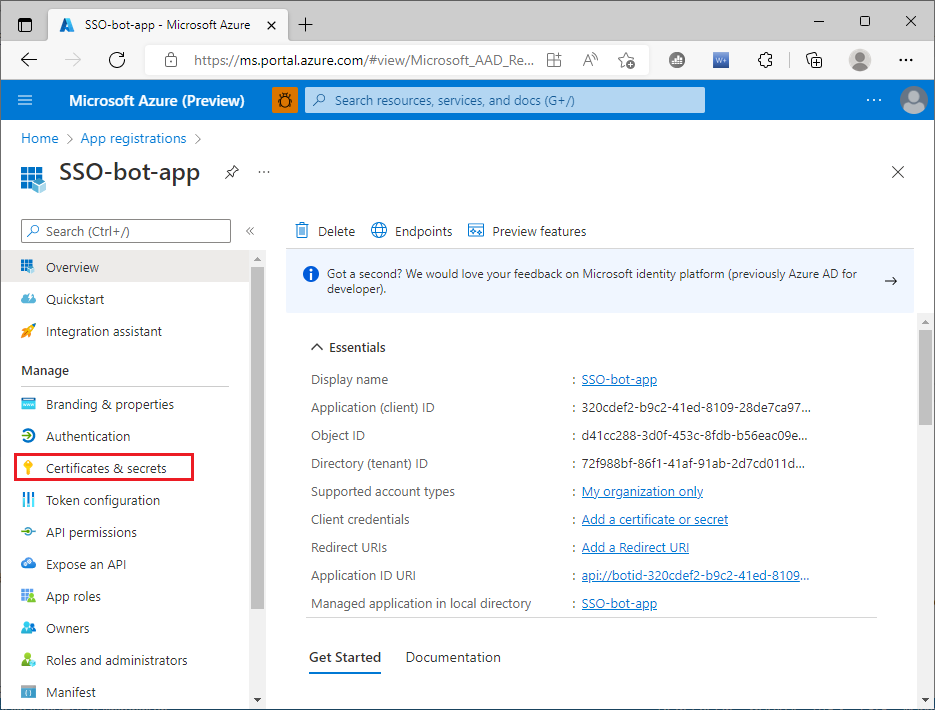 SSO-bot-app - Microsoft Azure
https://ms.portal.azure.com/#view/Microsoft_AAD_Re...
Microsoft Azure (Preview)
Search resources, services, and docs (G+/)
Home > App registrations >
SSO-bot-app
Search (Ctrl+/)
Overview
Quickstart
Integration assistant
Manage
Branding & properties
Authentication
Certificates & secrets
Token configuration
API permissions
Expose an API
App roles
Owners
Roles and administrators
Manifest
Delete Endpoints Preview features
Got a second? We would love your feedback on Microsoft identity platform (previously Azure AD for
developer).
Essentials
Display name : SSO-bot-app
Application (client) ID : 320cdef2-b9c2-41ed-8109-28de7ca97...
Object ID : d41cc288-3d0f-453c-8fdb-b56eac09e...
Directory (tenant) ID : 72f988bf-86f1-41af-91ab-2d7cd011d...
Supported account types : My organization only
Client credentials : Add a certificate or secret
Redirect URIs : Add a Redirect URI
Application ID URI : api://botid-320cdef2-b9c2-41ed-8109...
Managed application in local directory : SSO-bot-app
Get Started Documentation